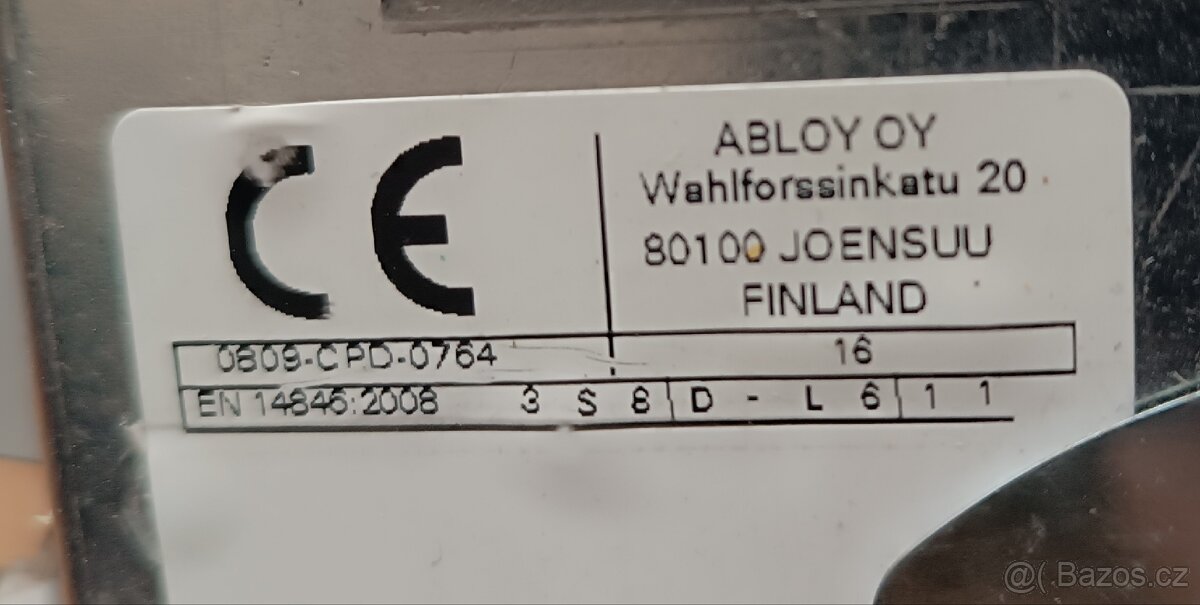 CE
ABLOY OY
Wahlforssinkatu 20
80100 JOENSUU
FINLAND
0809-CPD-0764 16
EN 14846:2008 3 S 8 D - L 6 1 1
@( Bazos.cz